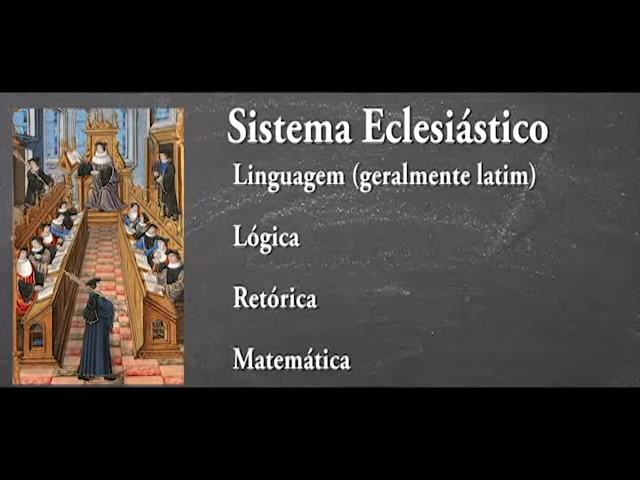 Sistema Eclesiástico
Linguagem (geralmente latim)
Lógica
Retórica
Matemática